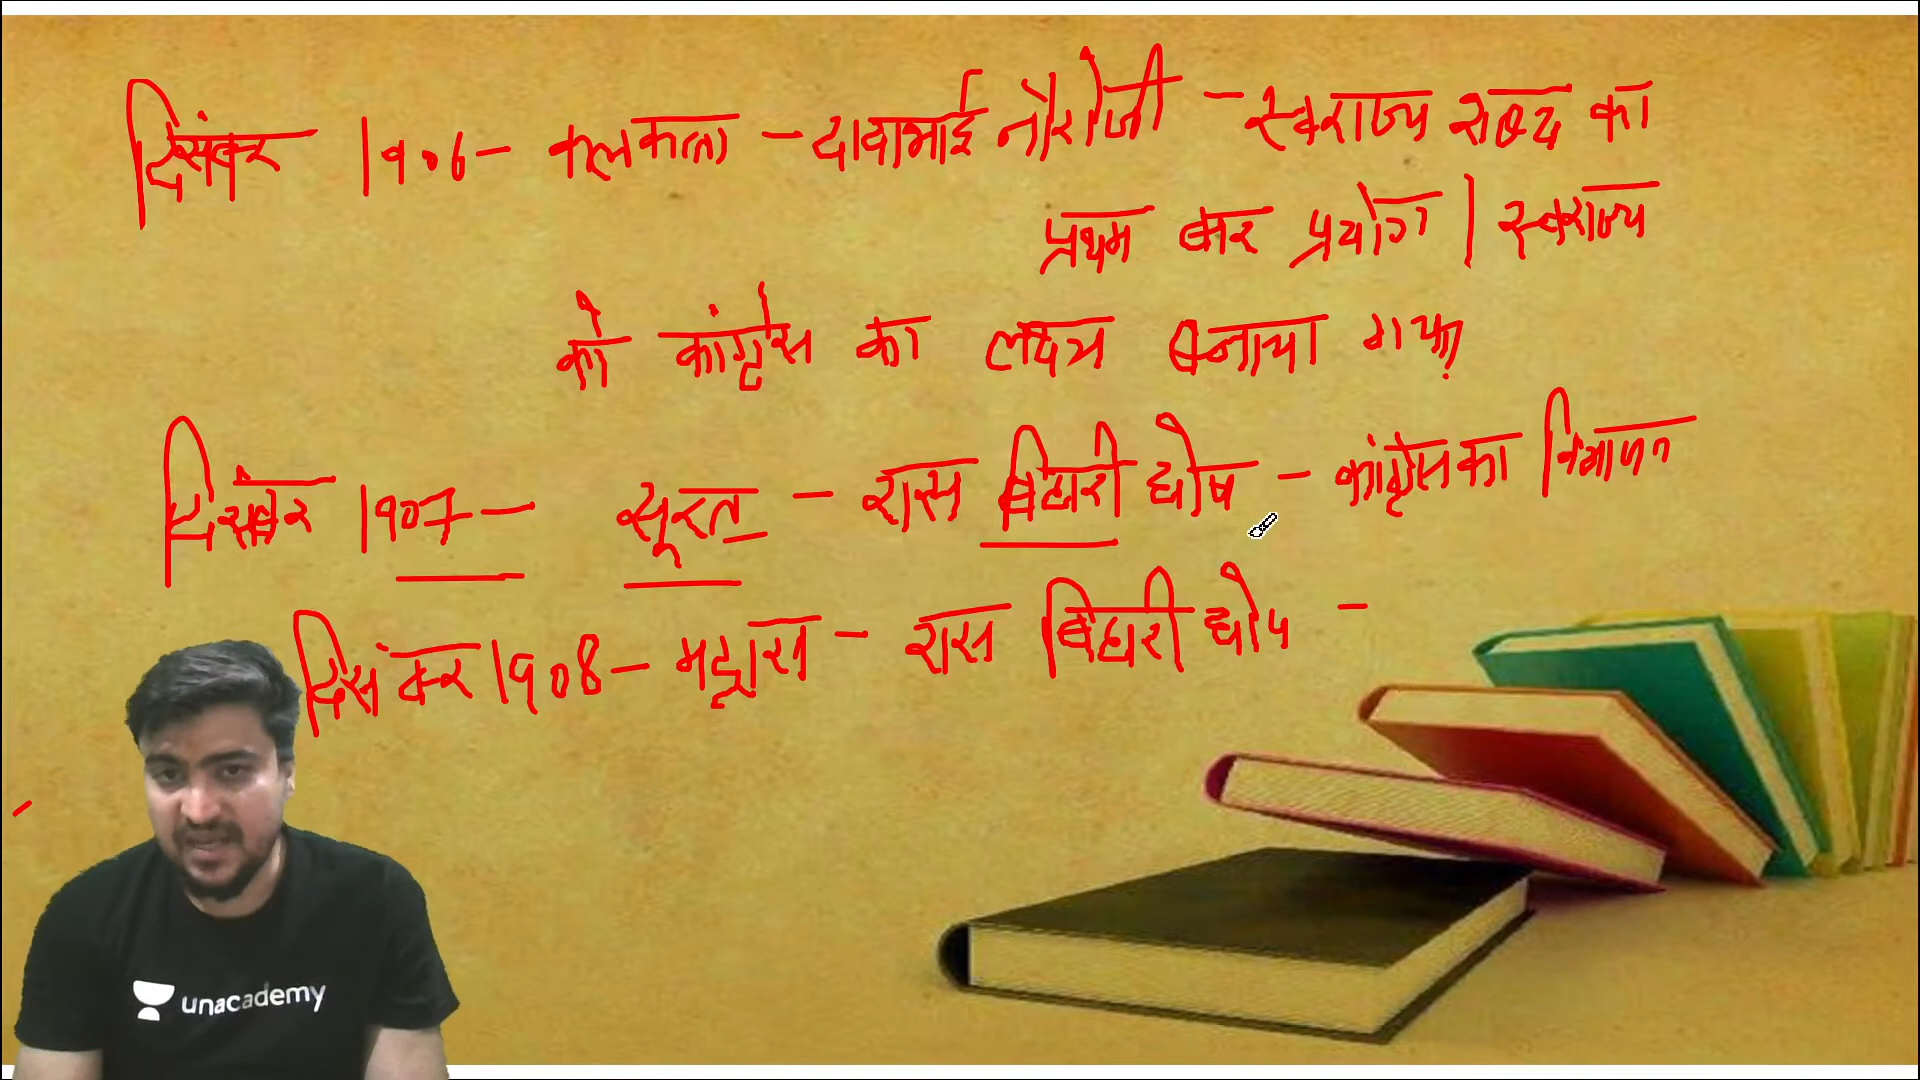 दिसंबर 1906 - कलकत्ता - दादाभाई नौरोजी - स्वराज्य शब्द का
प्रथम बार प्रयोग | स्वराज्य
को कांग्रेस का लक्ष्य बनाया गया
दिसंबर 1907 - सूरत - रास बिहारी घोष - कांग्रेस का विभाजन
दिसंबर 1908 - मद्रास - रास बिहारी घोष -
unacademy